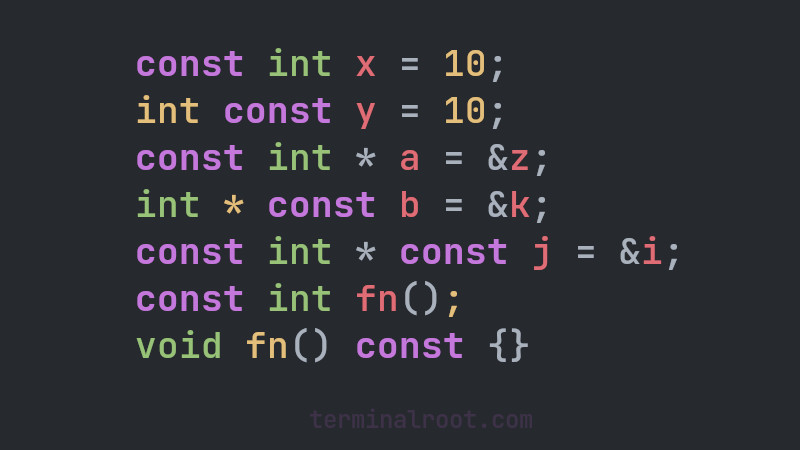 const int x = 10;
int const y = 10;
const int * a = &z;
int * const b = &k;
const int * const j = &i;
const int fn();
void fn() const {}
terminalroot.com